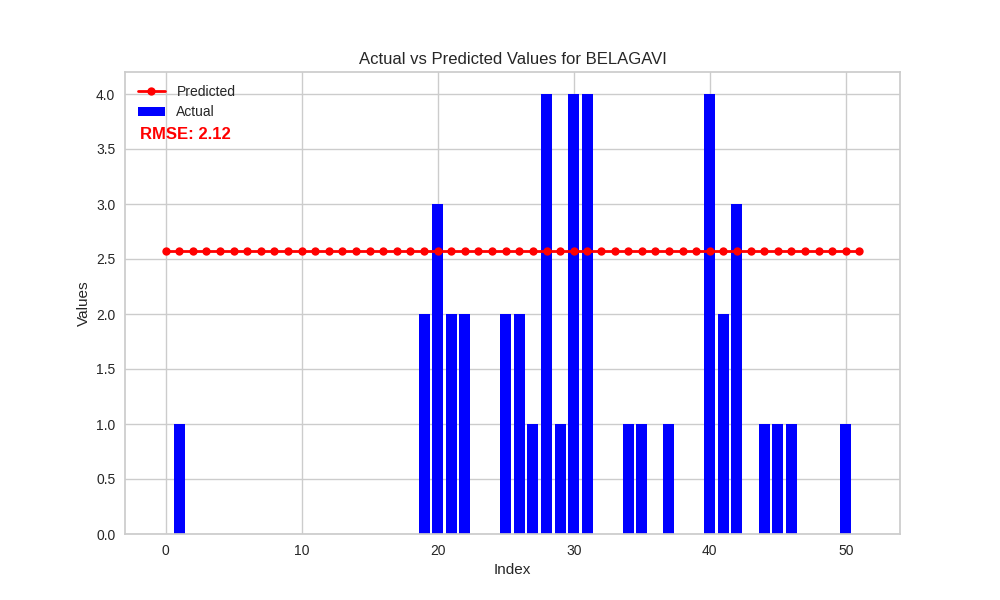 Actual vs Predicted Values for BELAGAVI
Predicted
Actual
RMSE: 2.12
4.0
3.5
3.0
2.5
2.0
1.5
1.0
0.5
0.0
Values
0 10 20 30 40 50
Index